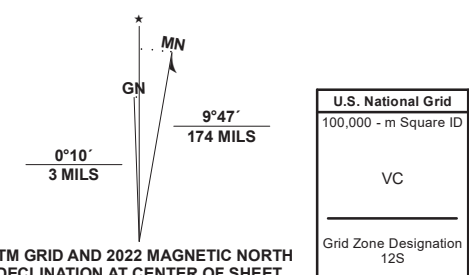 ★
MN
GN
9°47´
174 MILS
0°10´
3 MILS
TM GRID AND 2022 MAGNETIC NORTH
DECLINATION AT CENTER OF SHEET
U.S. National Grid
100,000 - m Square ID
VC
Grid Zone Designation
12S